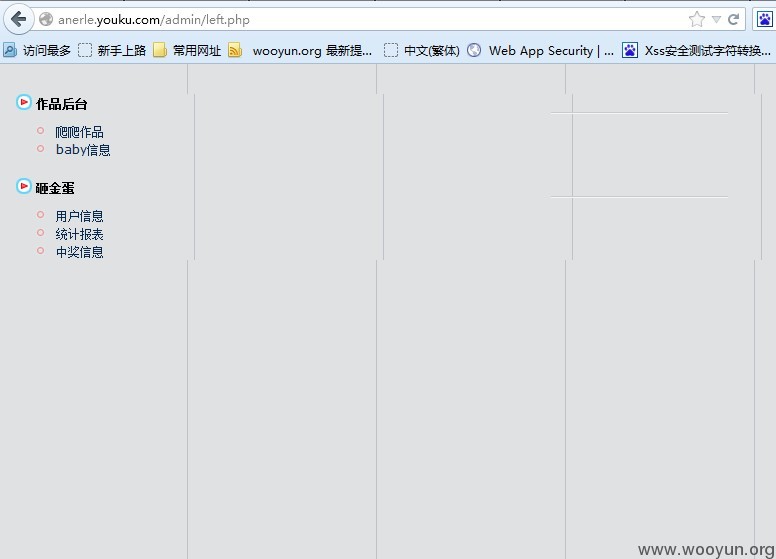 anerle.youku.com/admin/left.php
访问最多 新手上路 常用网址 wooyun.org 最新提... 中文(繁体) Web App Security | ... Xss安全测试字符转换...
作品后台
爬爬作品
baby信息
砸金蛋
用户信息
统计报表
中奖信息
www.wooyun.org